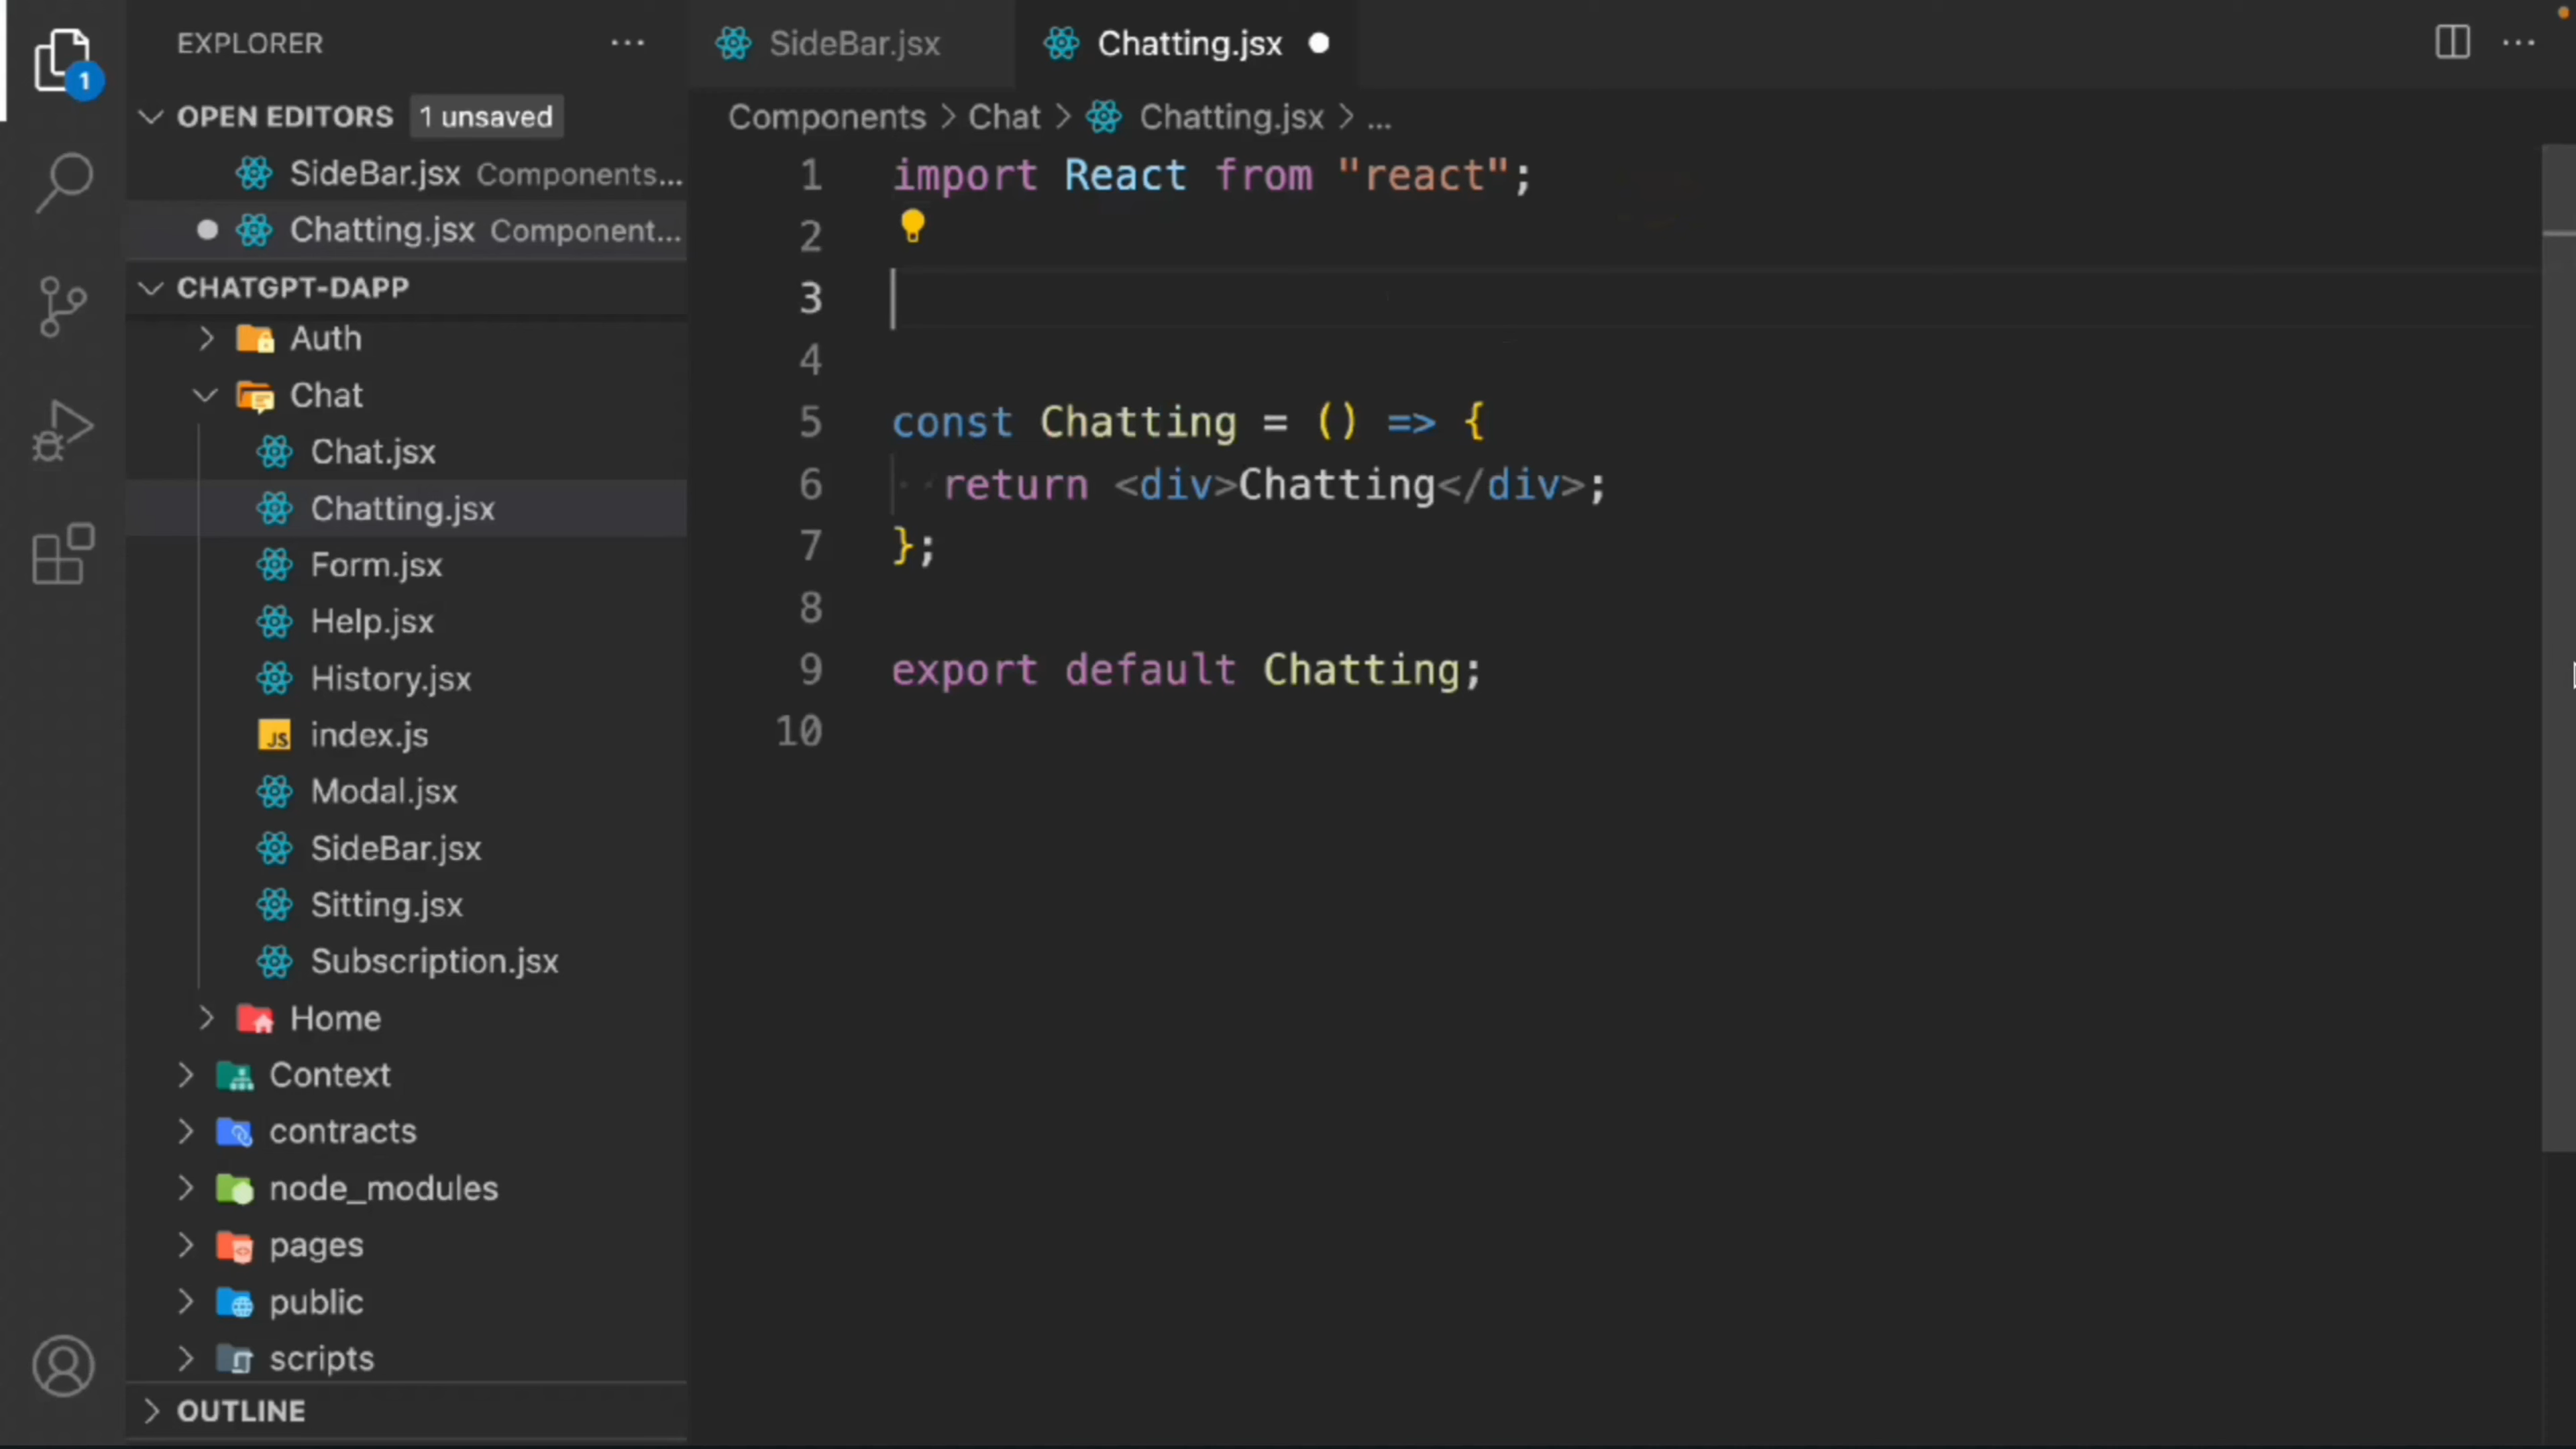 EXPLORER
1
OPEN EDITORS 1 unsaved
SideBar.jsx Components...
Chatting.jsx Component...
CHATGPT-DAPP
Auth
Chat
Chat.jsx
Chatting.jsx
Form.jsx
Help.jsx
History.jsx
JS index.js
Modal.jsx
SideBar.jsx
Sitting.jsx
Subscription.jsx
Home
Context
contracts
node_modules
pages
public
scripts
OUTLINE
SideBar.jsx Chatting.jsx
Components > Chat > Chatting.jsx > ...
1 import React from "react";
2
3
4
5 const Chatting = () => {
6 return <div>Chatting</div>;
7 };
8
9 export default Chatting;
10